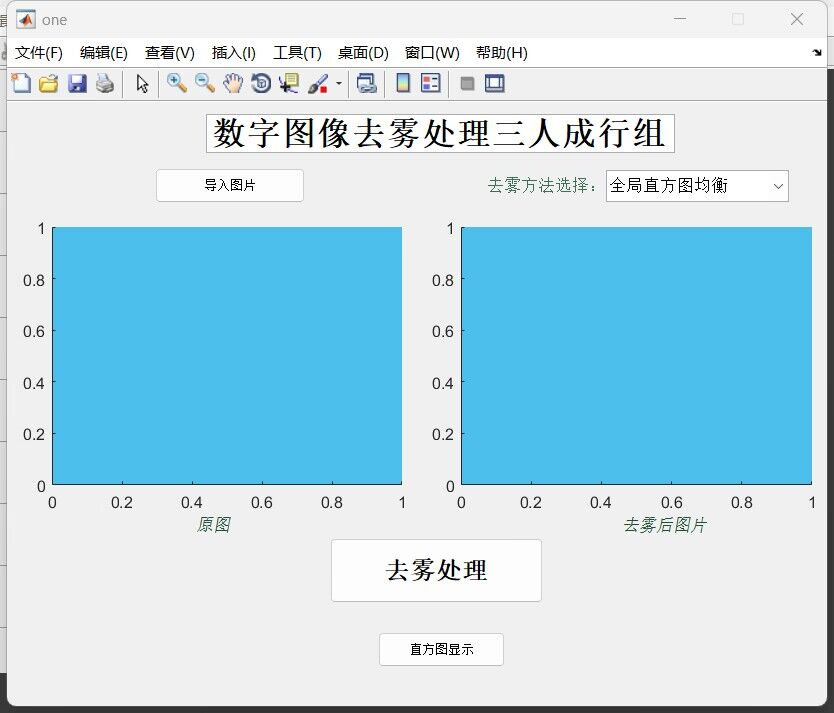 one
文件(F) 编辑(E) 查看(V) 插入(I) 工具(T) 桌面(D) 窗口(W) 帮助(H)
数字图像去雾处理三人成行组
导入图片 去雾方法选择： 全局直方图均衡
1 1
0.8 0.8
0.6 0.6
0.4 0.4
0.2 0.2
0 0
0 0.2 0.4 0.6 0.8 1 0 0.2 0.4 0.6 0.8 1
原图 去雾后图片
去雾处理
直方图显示